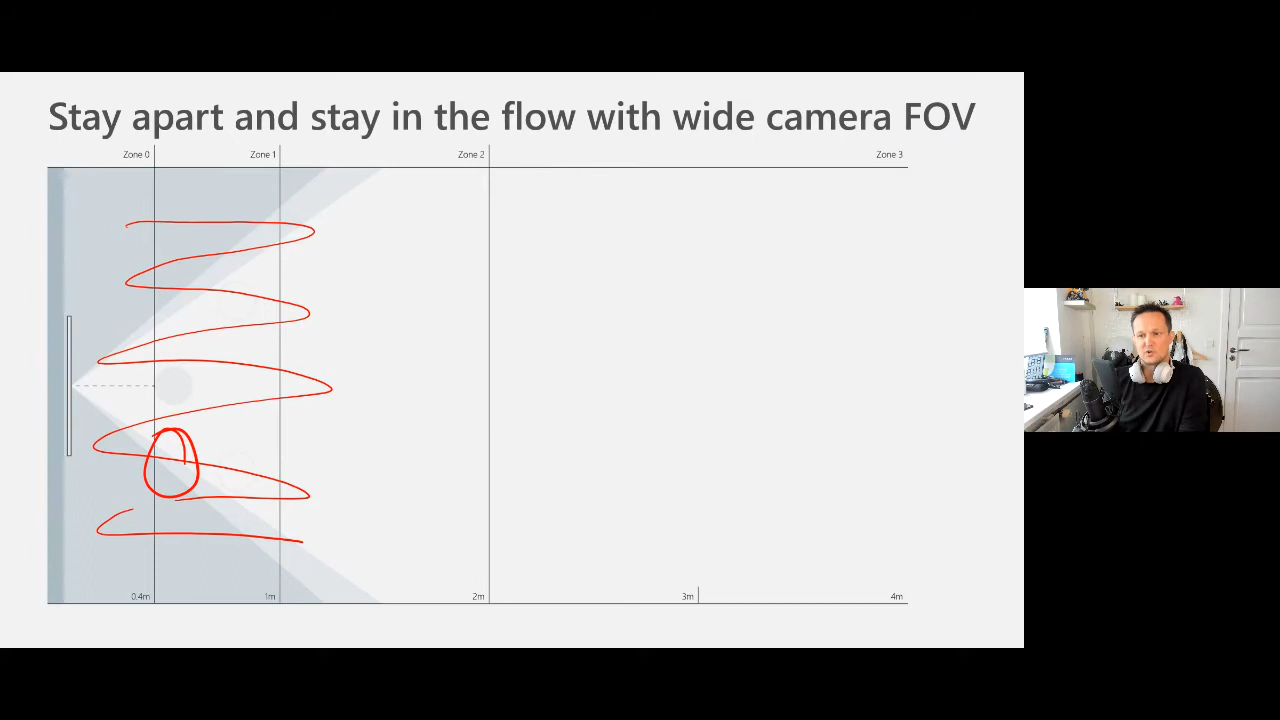 Stay apart and stay in the flow with wide camera FOV
Zone 0 Zone 1 Zone 2 Zone 3
0.4m 1m 2m 3m 4m